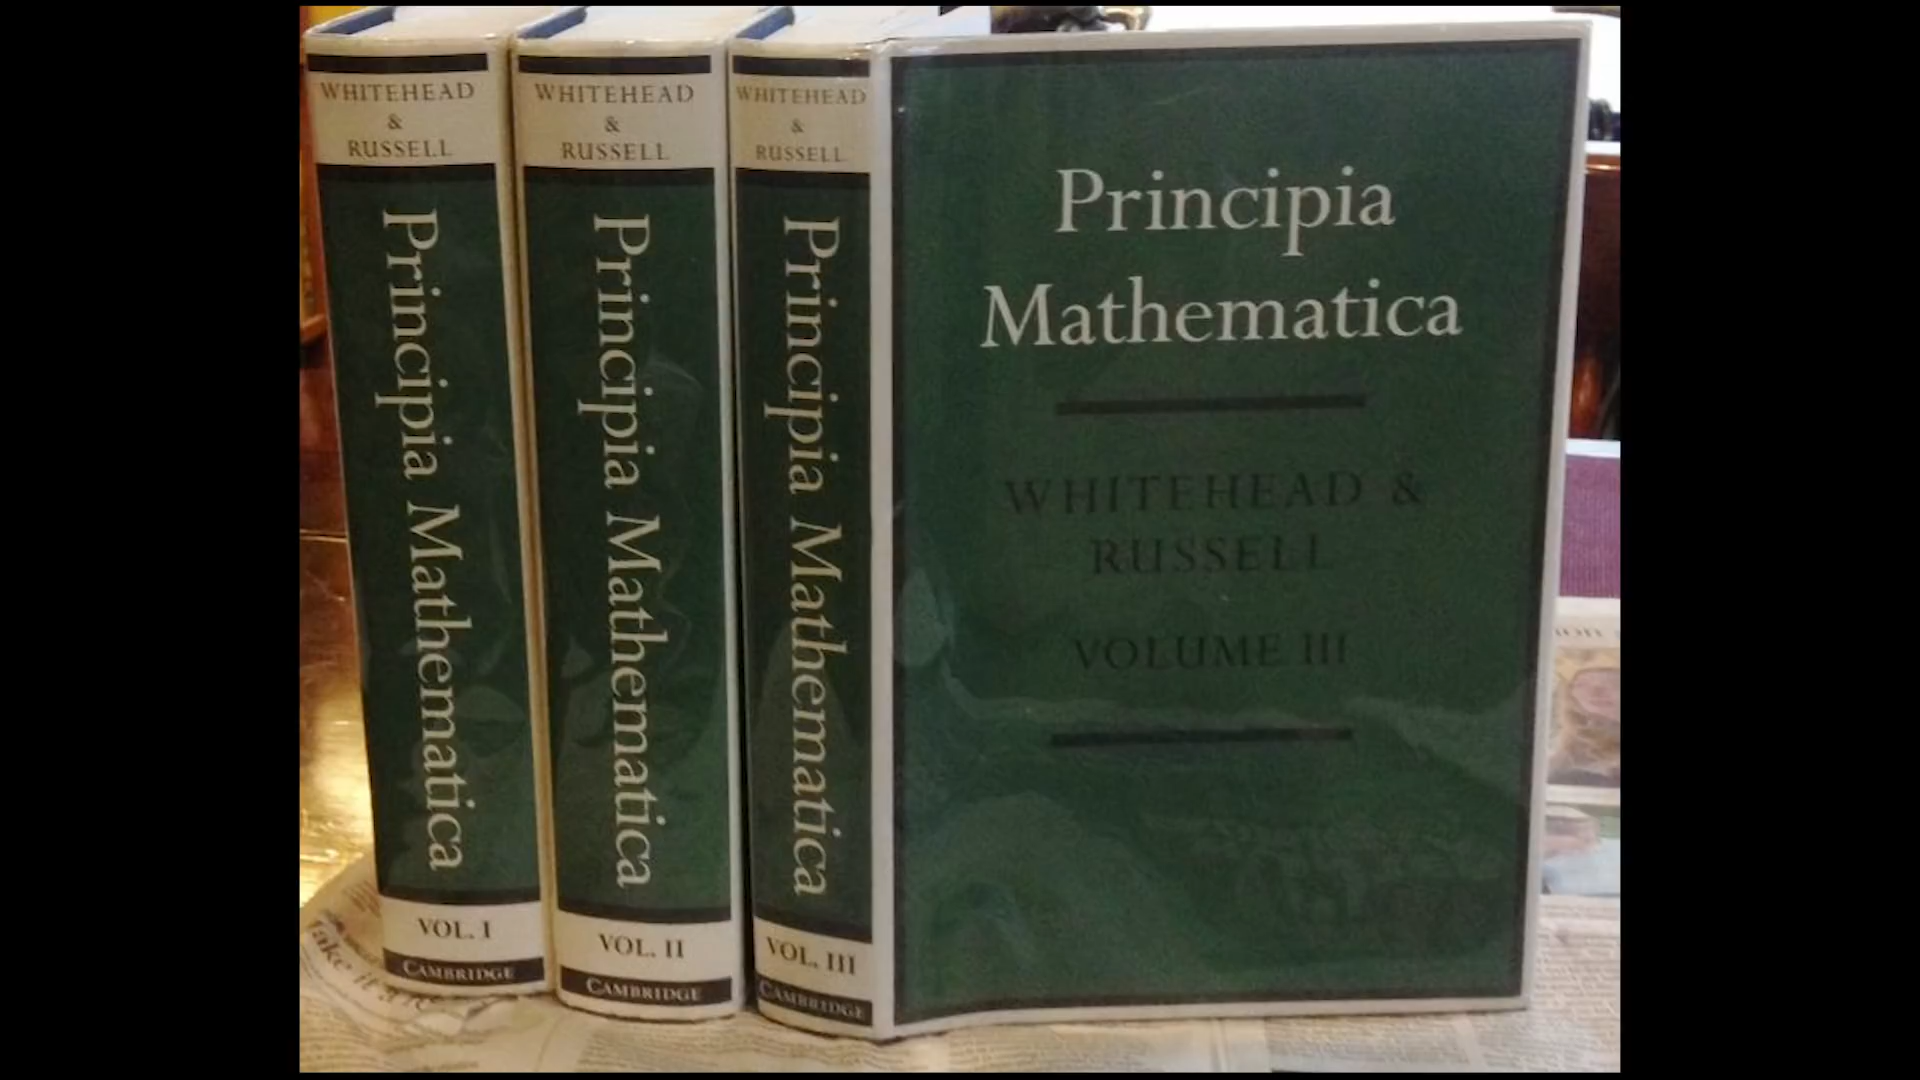 WHITEHEAD
&
RUSSELL
Principia Mathematica
VOL. I
CAMBRIDGE
WHITEHEAD
&
RUSSELL
Principia Mathematica
VOL. II
CAMBRIDGE
WHITEHEAD
&
RUSSELL
Principia Mathematica
VOL. III
CAMBRIDGE
Principia
Mathematica
WHITEHEAD &
RUSSELL
VOLUME III